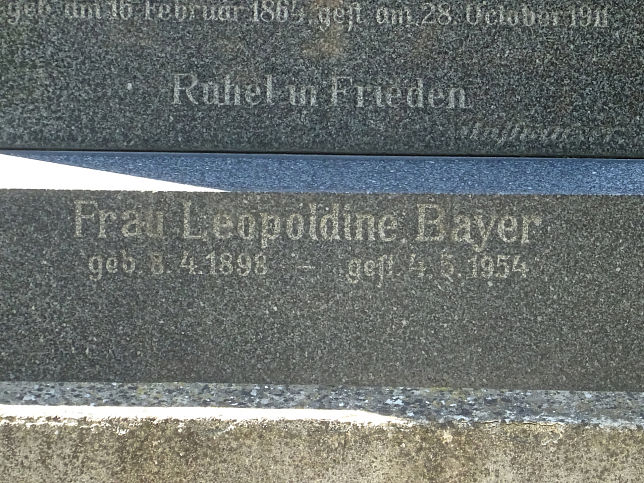 geb. am 16. Februar 1864, gest. am 28. October 1911
Ruhet in Frieden
Frau Leopoldine Bayer
geb. 8.4.1898 – gest. 4.5.1954